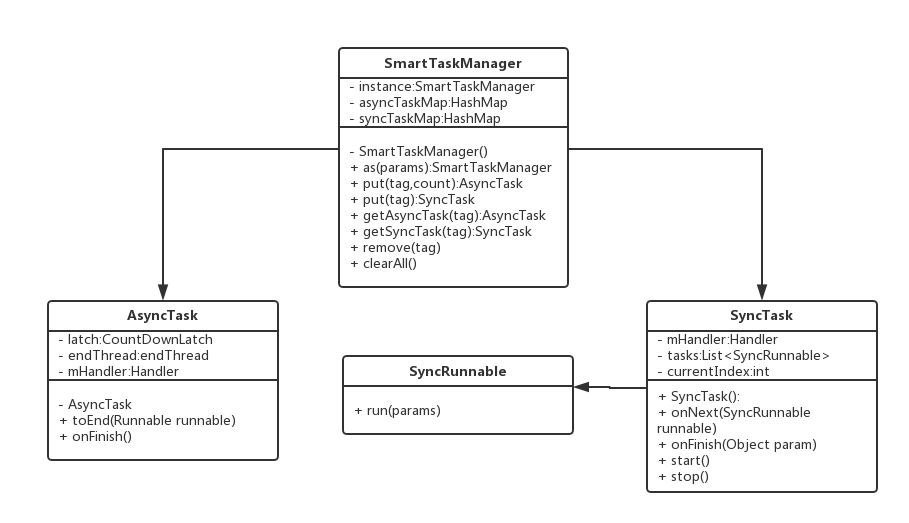 SmartTaskManager
- instance:SmartTaskManager
- asyncTaskMap:HashMap
- syncTaskMap:HashMap
- SmartTaskManager()
+ as(params):SmartTaskManager
+ put(tag,count):AsyncTask
+ put(tag):SyncTask
+ getAsyncTask(tag):AsyncTask
+ getSyncTask(tag):SyncTask
+ remove(tag)
+ clearAll()
AsyncTask
- latch:CountDownLatch
- endThread:endThread
- mHandler:Handler
- AsyncTask
+ toEnd(Runnable runnable)
+ onFinish()
SyncRunnable
+ run(params)
SyncTask
- mHandler:Handler
- tasks:List<SyncRunnable>
- currentIndex:int
+ SyncTask():
+ onNext(SyncRunnable
runnable)
+ onFinish(Object param)
+ start()
+ stop()